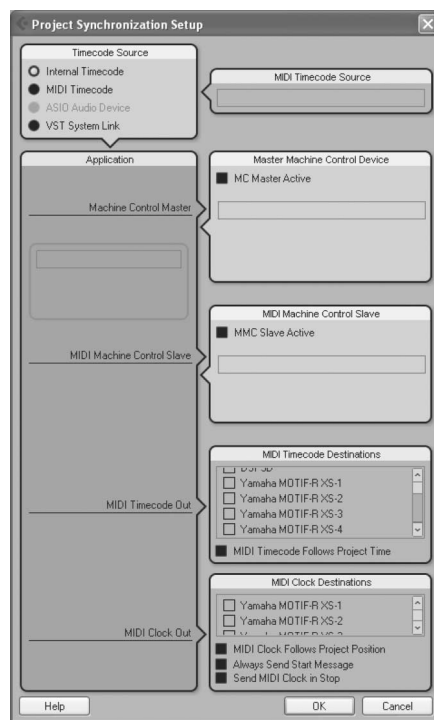 Project Synchronization Setup
Timecode Source
Internal Timecode
MIDI Timecode
ASIO Audio Device
VST System Link
MIDI Timecode Source
Application
Machine Control Master
MIDI Machine Control Slave
MIDI Timecode Out
MIDI Clock Out
Master Machine Control Device
MC Master Active
MIDI Machine Control Slave
MMC Slave Active
MIDI Timecode Destinations
Yamaha MOTIF-R XS-1
Yamaha MOTIF-R XS-2
Yamaha MOTIF-R XS-3
Yamaha MOTIF-R XS-4
MIDI Timecode Follows Project Time
MIDI Clock Destinations
Yamaha MOTIF-R XS-1
Yamaha MOTIF-R XS-2
MIDI Clock Follows Project Position
Always Send Start Message
Send MIDI Clock in Stop
Help
OK
Cancel